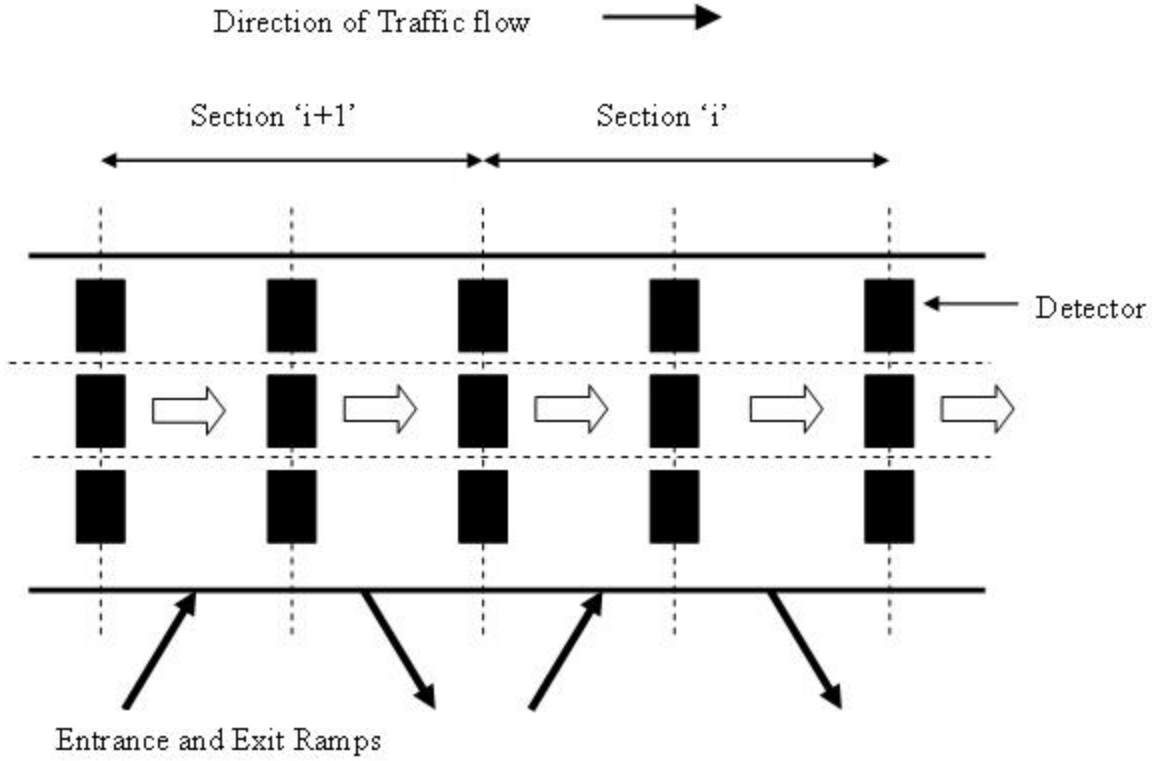 Direction of Traffic flow
Section ‘i+1’
Section ‘i’
Detector
Entrance and Exit Ramps